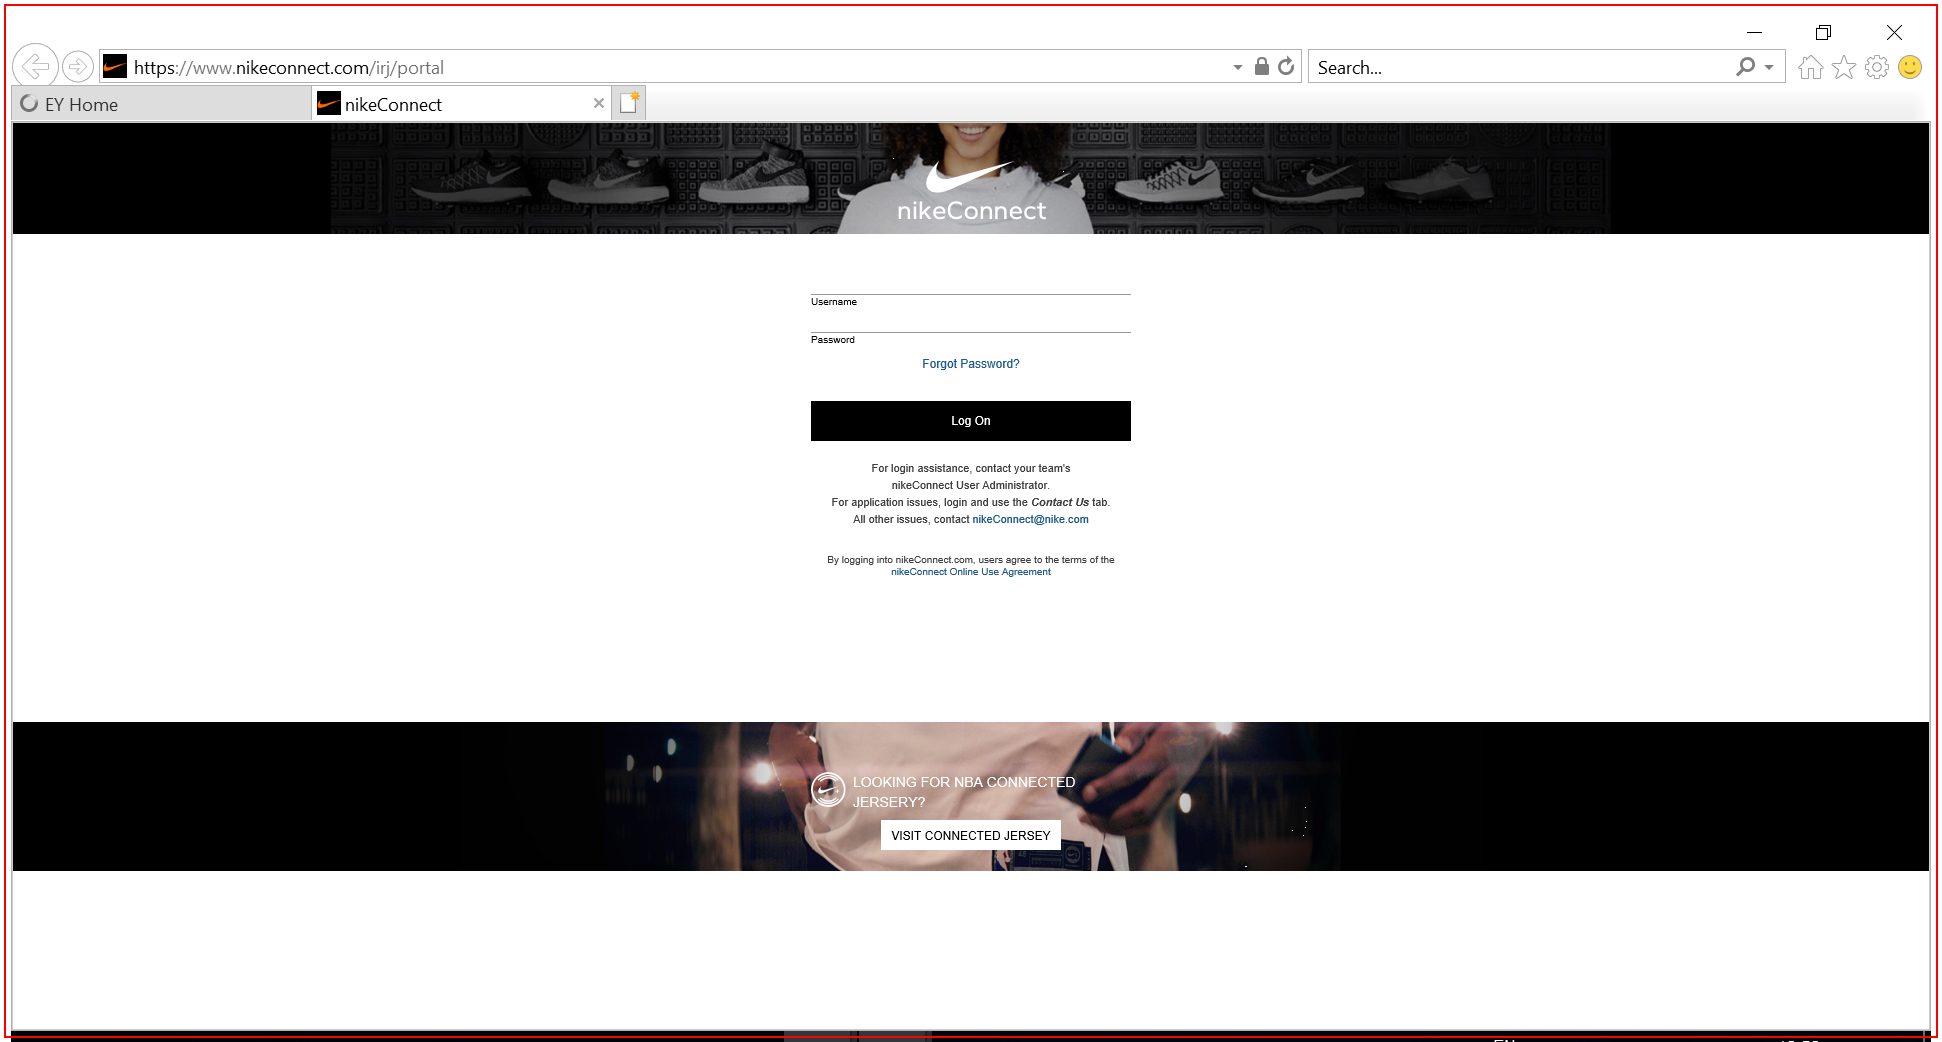 https://www.nikeconnect.com/irj/portal
Search...
EY Home
nikeConnect
nikeConnect
Username
Password
Forgot Password?
Log On
For login assistance, contact your team's
nikeConnect User Administrator.
For application issues, login and use the Contact Us tab.
All other issues, contact nikeConnect@nike.com
By logging into nikeConnect.com, users agree to the terms of the
nikeConnect Online Use Agreement
LOOKING FOR NBA CONNECTED
JERSERY?
VISIT CONNECTED JERSEY